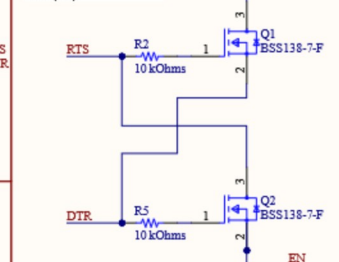 3
Q1
S
R
RTS
R2
10 kOhms
1
BSS138-7-F
2
3
Q2
DTR
R5
10 kOhms
1
BSS138-7-F
2
EN